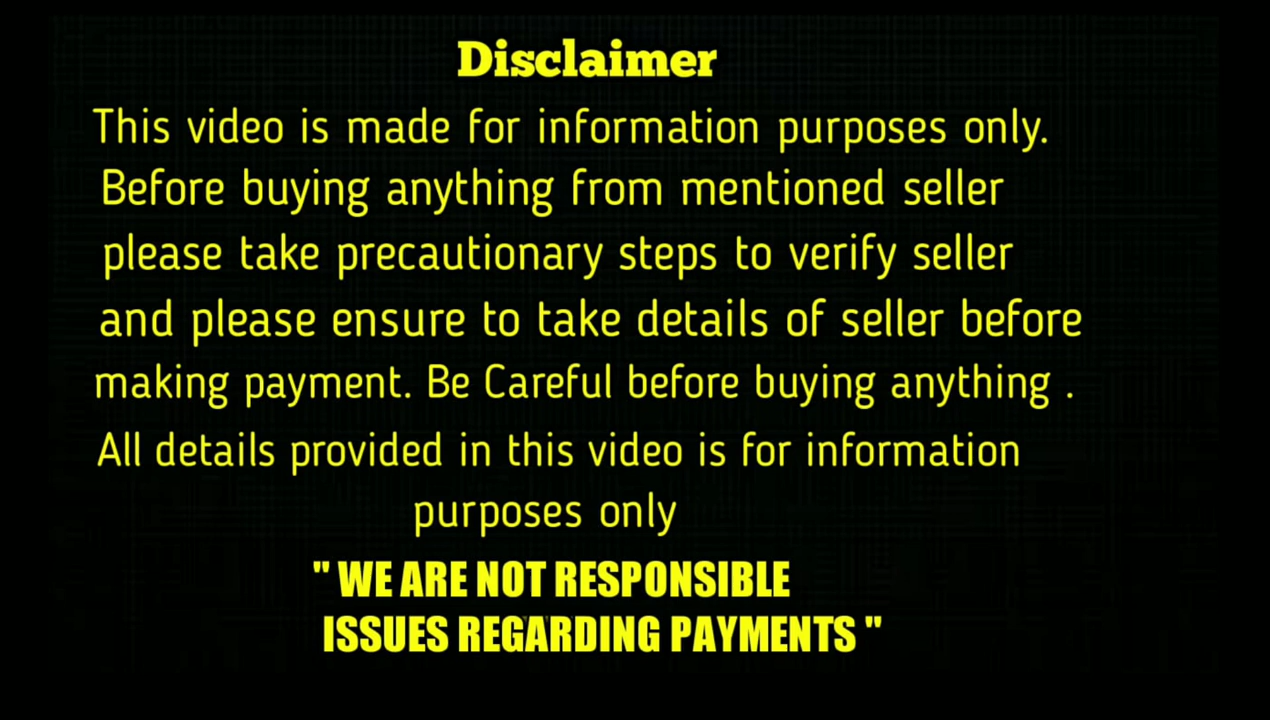 Disclaimer
This video is made for information purposes only.
Before buying anything from mentioned seller
please take precautionary steps to verify seller
and please ensure to take details of seller before
making payment. Be Careful before buying anything .
All details provided in this video is for information
purposes only
" WE ARE NOT RESPONSIBLE
ISSUES REGARDING PAYMENTS "